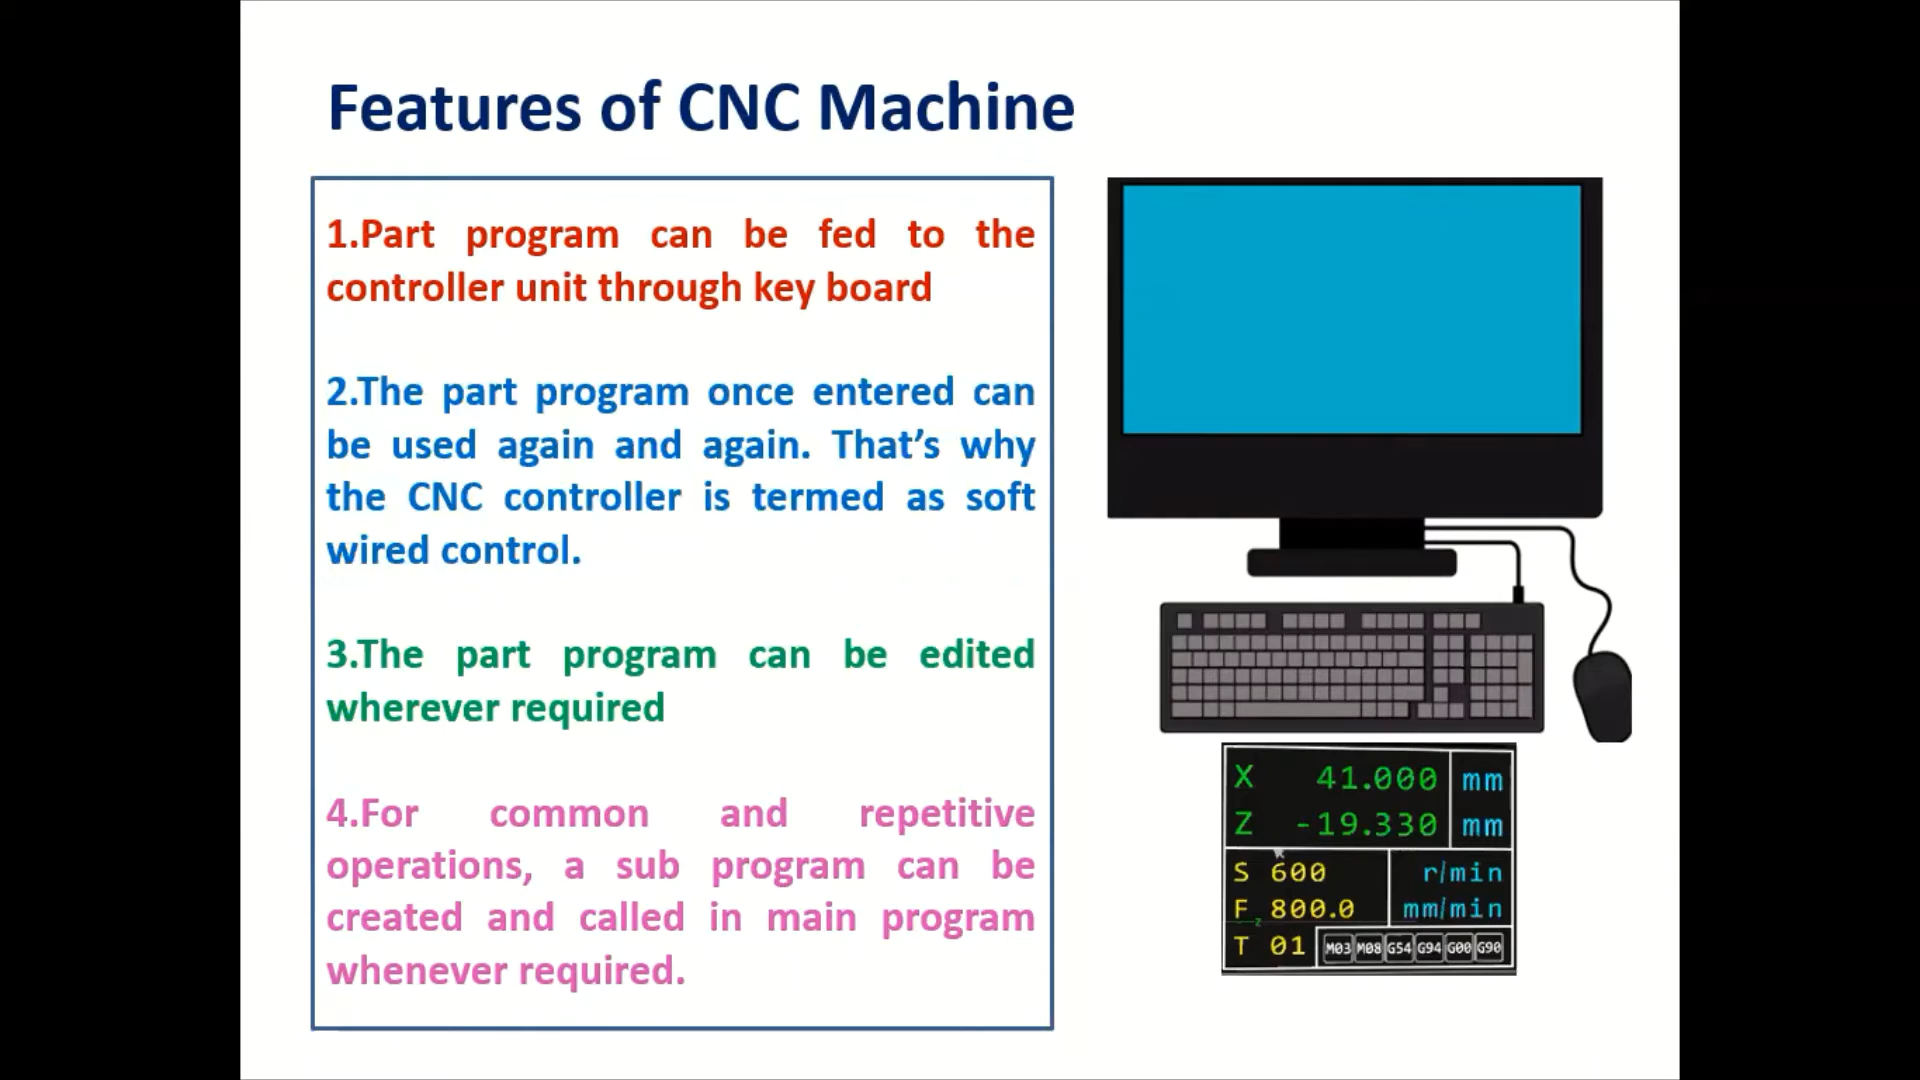 Features of CNC Machine
1.Part program can be fed to the
controller unit through key board
2.The part program once entered can
be used again and again. That’s why
the CNC controller is termed as soft
wired control.
3.The part program can be edited
wherever required
4.For common and repetitive
operations, a sub program can be
created and called in main program
whenever required.
X 41.000 mm
Z -19.330 mm
S 600 r/min
F 800.0 mm/min
T 01 M03 M08 G54 G94 G00 G90